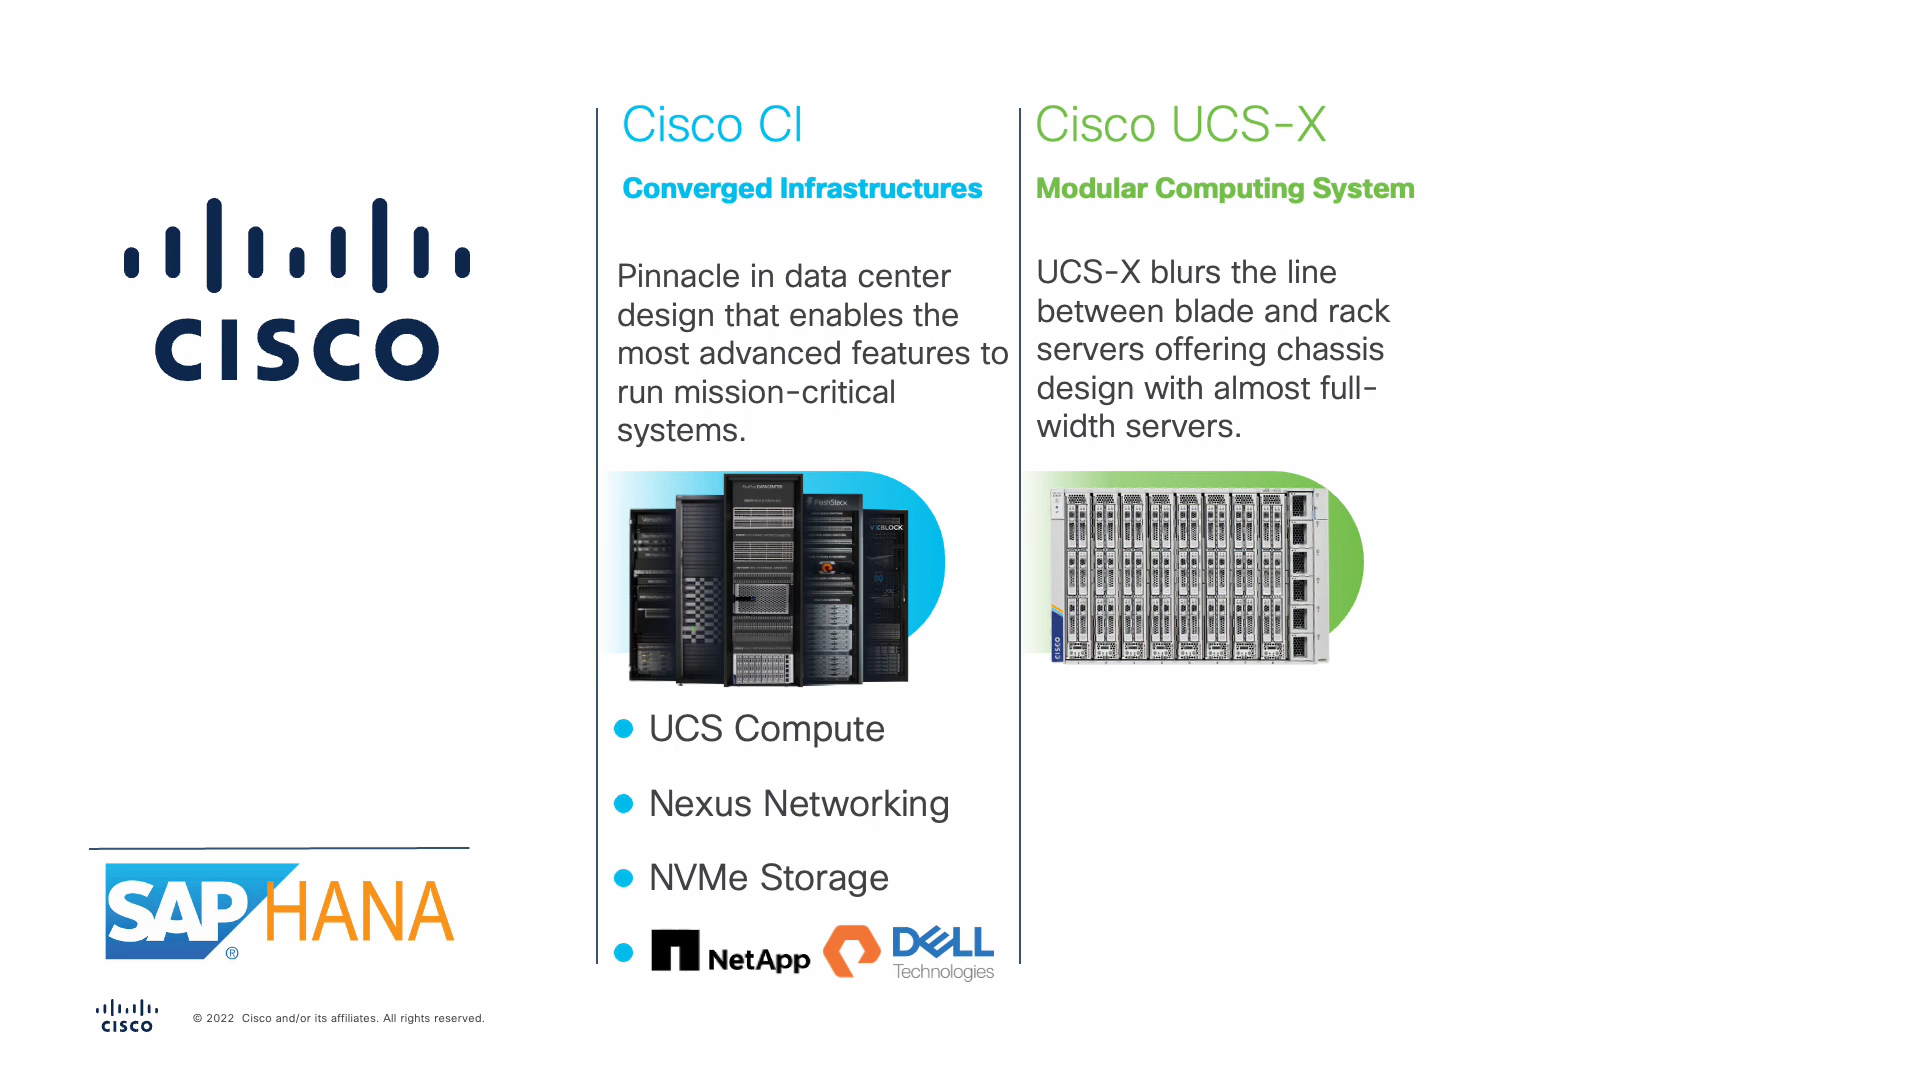 CISCO
SAP HANA
®
CISCO
© 2022 Cisco and/or its affiliates. All rights reserved.
Cisco CI
Converged Infrastructures
Pinnacle in data center
design that enables the
most advanced features to
run mission-critical
systems.
FlashStack
VXBLOCK
UCS Compute
Nexus Networking
NVMe Storage
NetApp
DELL
Technologies
Cisco UCS-X
Modular Computing System
UCS-X blurs the line
between blade and rack
servers offering chassis
design with almost full-
width servers.
CISCO